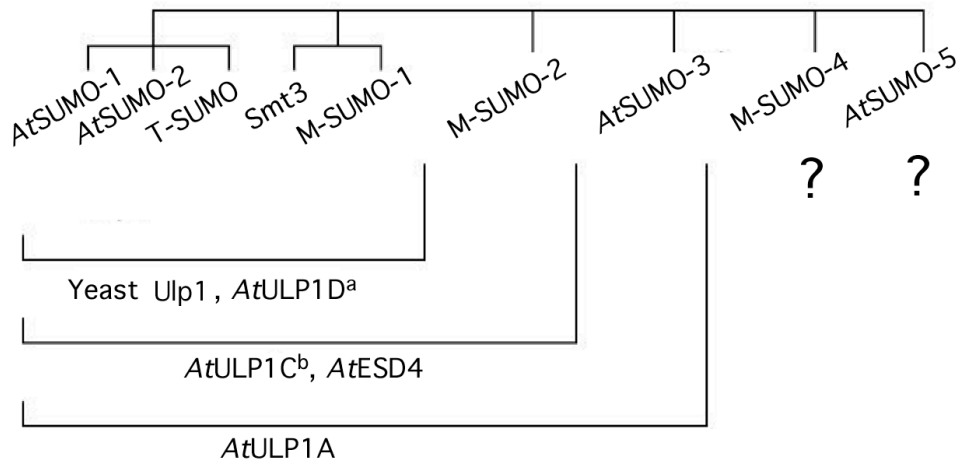 AtSUMO-1 AtSUMO-2 T-SUMO Smt3 M-SUMO-1 M-SUMO-2 AtSUMO-3 M-SUMO-4 AtSUMO-5
? ?
Yeast Ulp1, AtULP1Dᵃ
AtULP1Cᵇ, AtESD4
AtULP1A